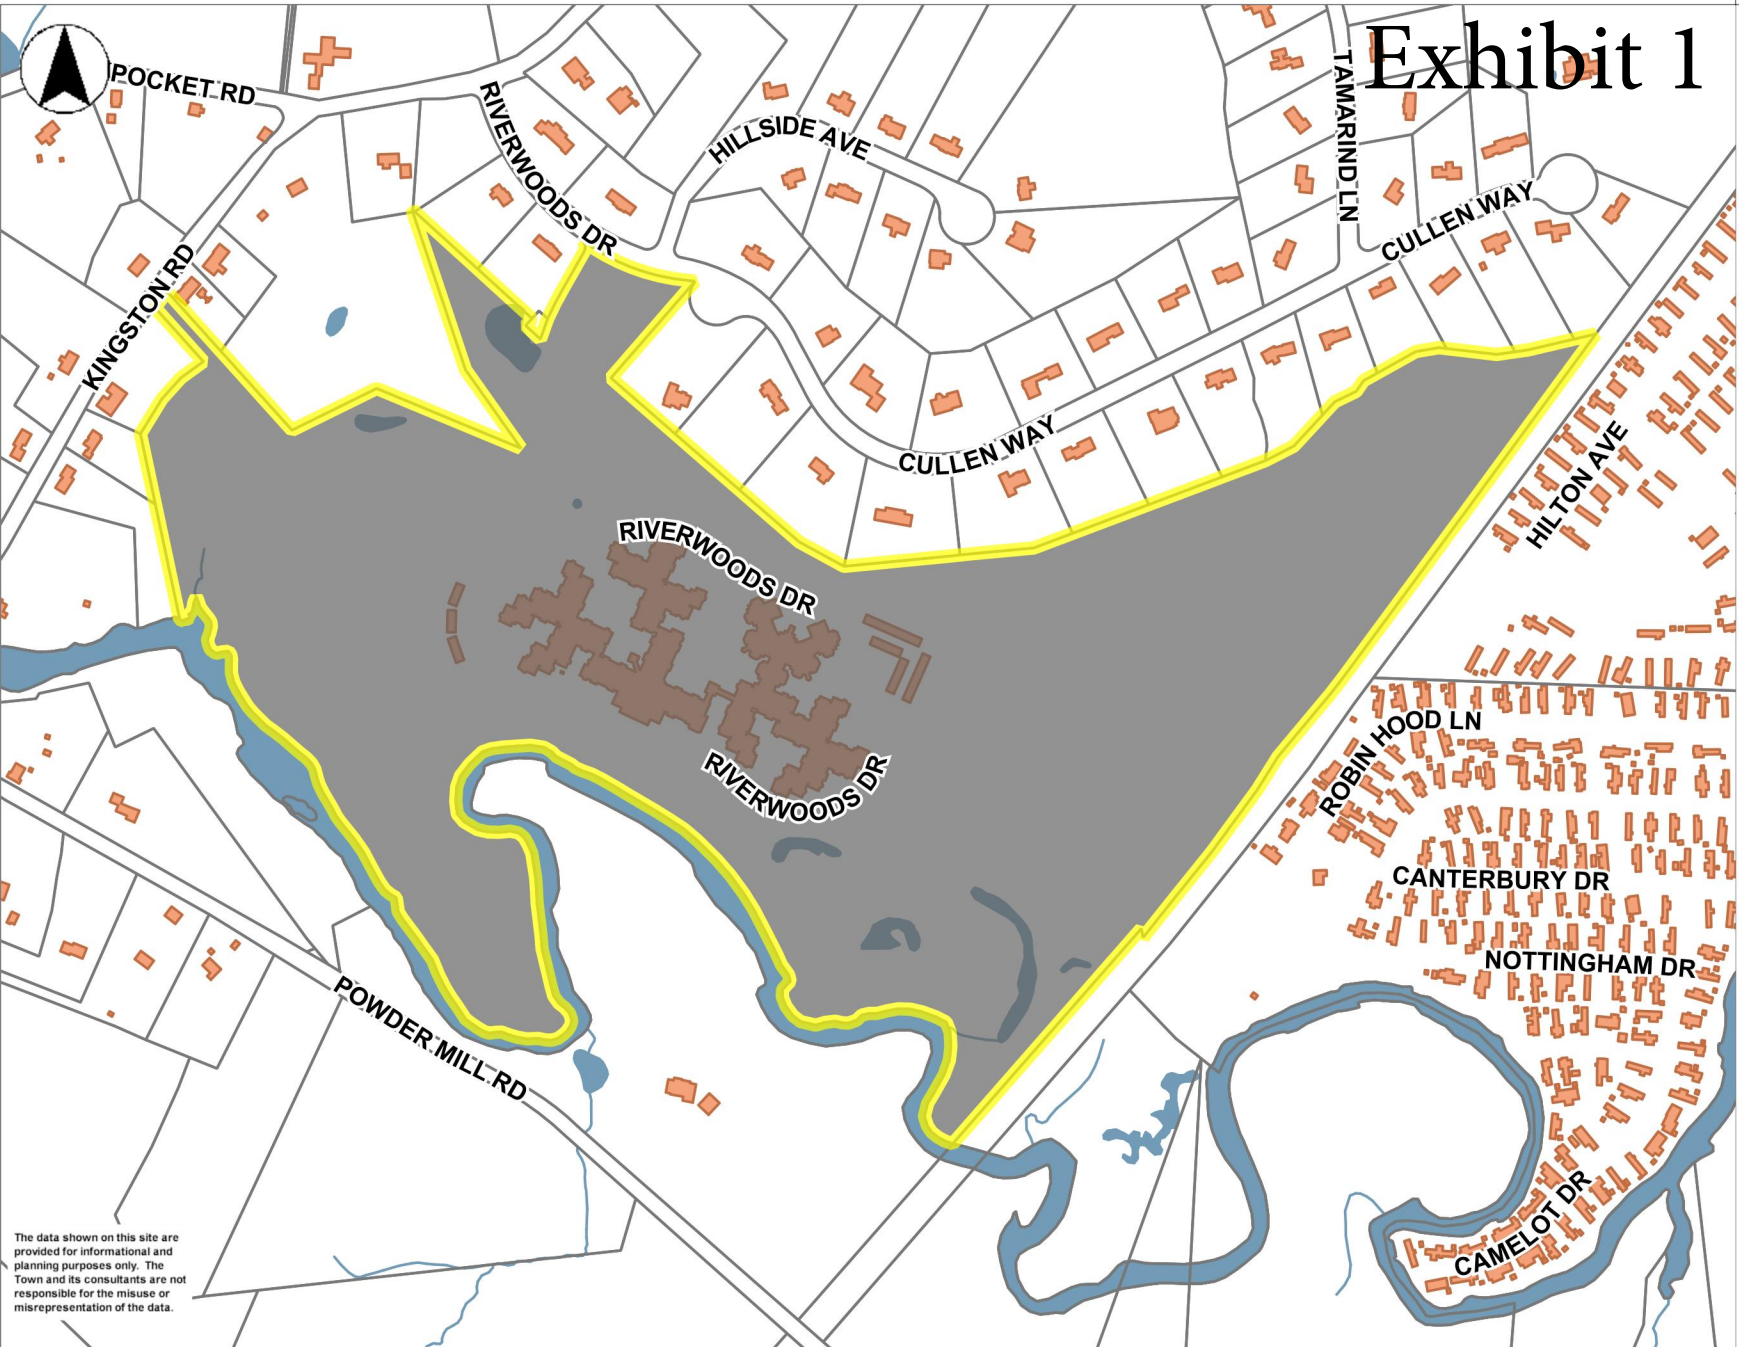 Exhibit 1
POCKET RD
RIVERWOODS DR
HILLSIDE AVE
TAMARIND LN
CULLEN WAY
KINGSTON RD
CULLEN WAY
HILTON AVE
RIVERWOODS DR
ROBIN HOOD LN
RIVERWOODS DR
CANTERBURY DR
NOTTINGHAM DR
POWDER MILL RD
CAMELOT DR
The data shown on this site are
provided for informational and
planning purposes only. The
Town and its consultants are not
responsible for the misuse or
misrepresentation of the data.